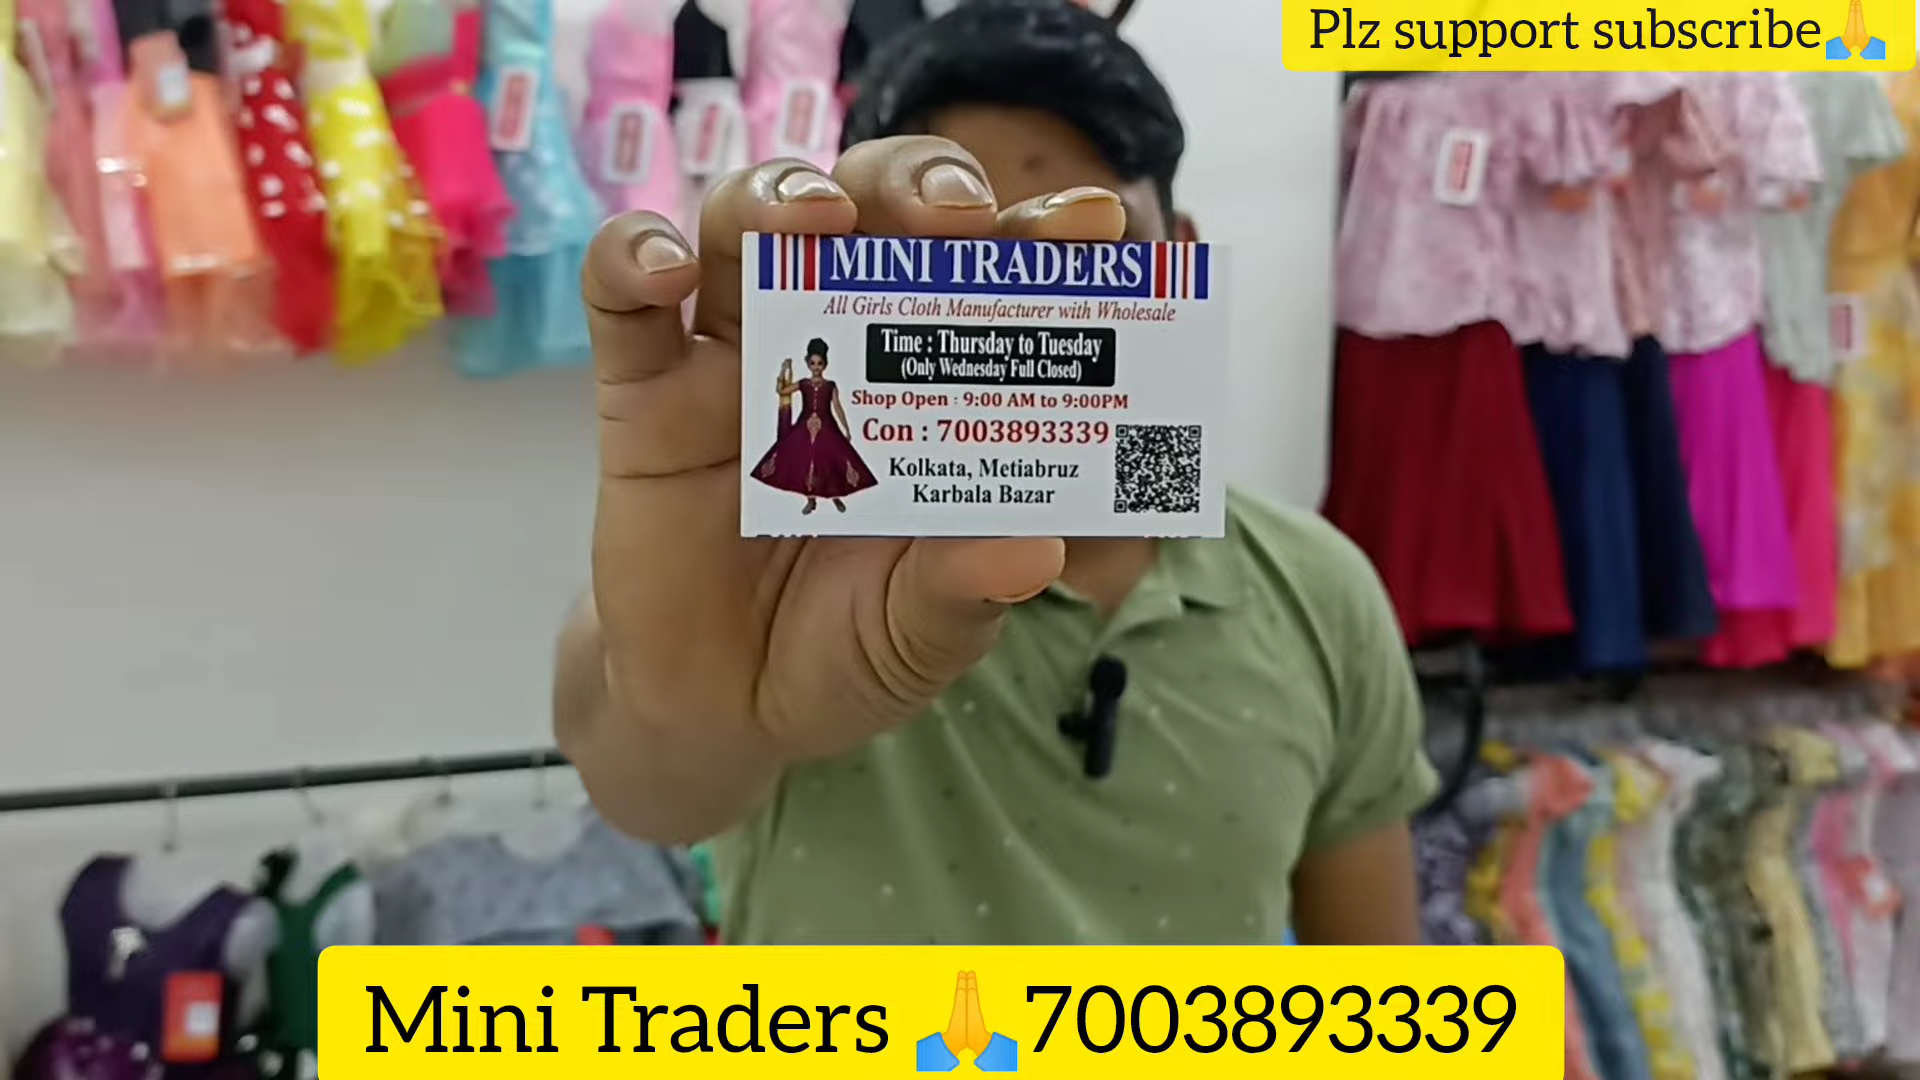 Plz support subscribe🙏
MINI TRADERS
All Girls Cloth Manufacturer with Wholesale
Time : Thursday to Tuesday
(Only Wednesday Full Closed)
Shop Open : 9:00 AM to 9:00PM
Con : 7003893339
Kolkata, Metiabruz
Karbala Bazar
Mini Traders 🙏7003893339